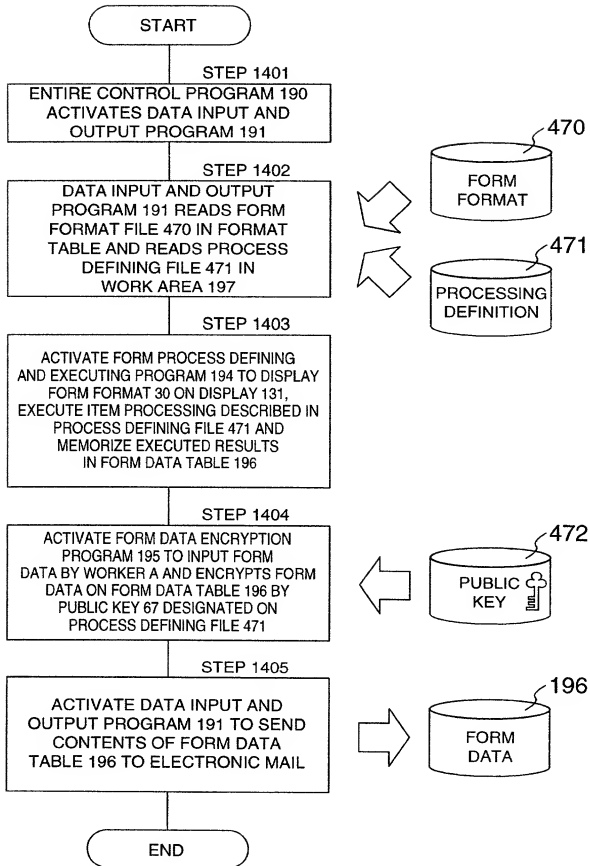 START
STEP 1401
ENTIRE CONTROL PROGRAM 190
ACTIVATES DATA INPUT AND
OUTPUT PROGRAM 191
STEP 1402
DATA INPUT AND OUTPUT
PROGRAM 191 READS FORM
FORMAT FILE 470 IN FORMAT
TABLE AND READS PROCESS
DEFINING FILE 471 IN
WORK AREA 197
470
FORM
FORMAT
471
PROCESSING
DEFINITION
STEP 1403
ACTIVATE FORM PROCESS DEFINING
AND EXECUTING PROGRAM 194 TO DISPLAY
FORM FORMAT 30 ON DISPLAY 131,
EXECUTE ITEM PROCESSING DESCRIBED IN
PROCESS DEFINING FILE 471 AND
MEMORIZE EXECUTED RESULTS
IN FORM DATA TABLE 196
STEP 1404
ACTIVATE FORM DATA ENCRYPTION
PROGRAM 195 TO INPUT FORM
DATA BY WORKER A AND ENCRYPTS FORM
DATA ON FORM DATA TABLE 196 BY
PUBLIC KEY 67 DESIGNATED ON
PROCESS DEFINING FILE 471
472
PUBLIC
KEY
STEP 1405
ACTIVATE DATA INPUT AND
OUTPUT PROGRAM 191 TO SEND
CONTENTS OF FORM DATA
TABLE 196 TO ELECTRONIC MAIL
196
FORM
DATA
END